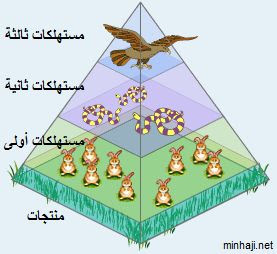 مستهلكات ثالثة
مستهلكات ثانية
مستهلكات أولى
منتجات
minhaji.net